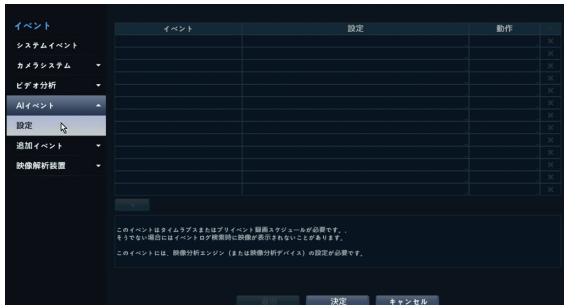 イベント
イベント 設定 動作
システムイベント
カメラシステム
ビデオ分析
AIイベント
設定
追加イベント
映像解析装置
このイベントはタイムラプスまたはプリイベント録画スケジュールが必要です。.
そうでない場合にはイベントログ検索時に映像が表示されないことがあります。
このイベントには、映像分析エンジン（または映像分析デバイス）の設定が必要です。
決定 キャンセル